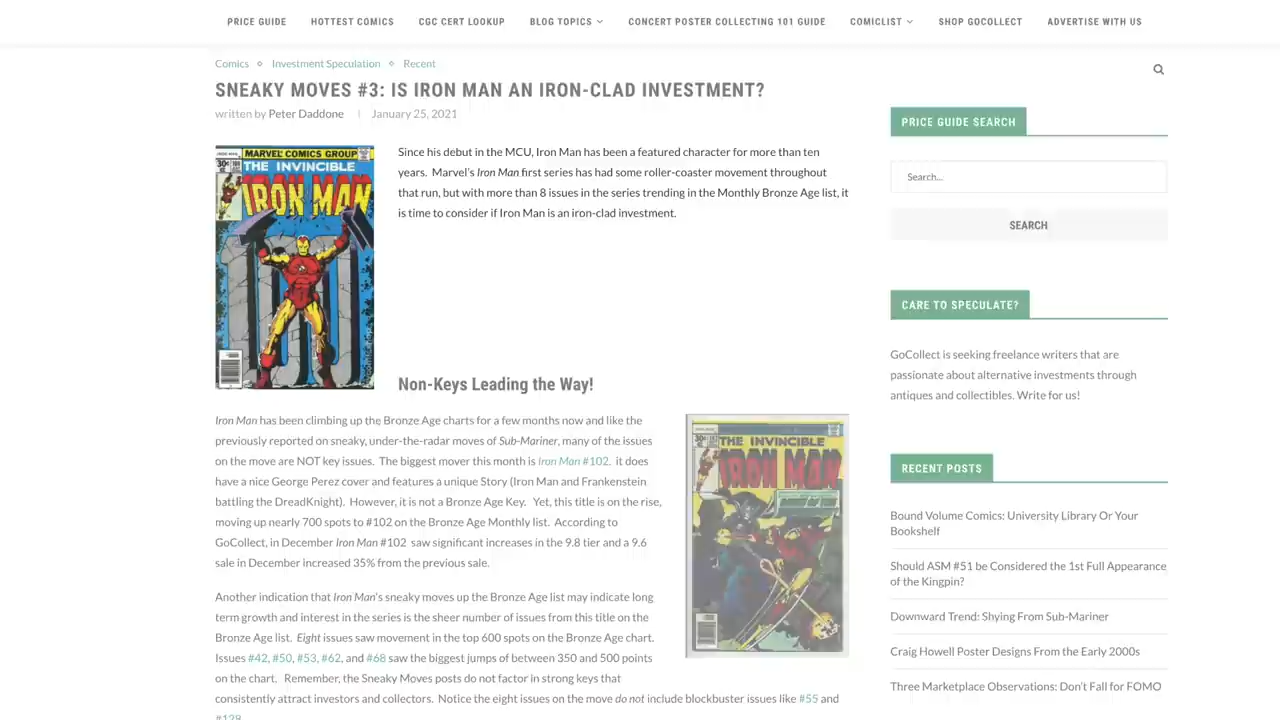 PRICE GUIDE HOTTEST COMICS CGC CERT LOOKUP BLOG TOPICS CONCERT POSTER COLLECTING 101 GUIDE COMICLIST SHOP GOCOLLECT ADVERTISE WITH US
Comics Investment Speculation Recent
SNEAKY MOVES #3: IS IRON MAN AN IRON-CLAD INVESTMENT?
written by Peter Daddone January 25, 2021
MARVEL COMICS GROUP
THE INVINCIBLE
IRON MAN
30¢
100
Since his debut in the MCU, Iron Man has been a featured character for more than ten
years. Marvel's Iron Man first series has had some roller-coaster movement throughout
that run, but with more than 8 issues in the series trending in the Monthly Bronze Age list, it
is time to consider if Iron Man is an iron-clad investment.
Non-Keys Leading the Way!
Iron Man has been climbing up the Bronze Age charts for a few months now and like the
previously reported on sneaky, under-the-radar moves of Sub-Mariner, many of the issues
on the move are NOT key issues. The biggest mover this month is Iron Man #102. it does
have a nice George Perez cover and features a unique Story (Iron Man and Frankenstein
battling the DreadKnight). However, it is not a Bronze Age Key. Yet, this title is on the rise,
moving up nearly 700 spots to #102 on the Bronze Age Monthly list. According to
GoCollect, in December Iron Man #102 saw significant increases in the 9.8 tier and a 9.6
sale in December increased 35% from the previous sale.
THE INVINCIBLE
IRON MAN
30¢
Another indication that Iron Man's sneaky moves up the Bronze Age list may indicate long
term growth and interest in the series is the sheer number of issues from this title on the
Bronze Age list. Eight issues saw movement in the top 600 spots on the Bronze Age chart.
Issues #42, #50, #53, #62, and #68 saw the biggest jumps of between 350 and 500 points
on the chart. Remember, the Sneaky Moves posts do not factor in strong keys that
consistently attract investors and collectors. Notice the eight issues on the move do not include blockbuster issues like #55 and
#128
PRICE GUIDE SEARCH
Search...
SEARCH
CARE TO SPECULATE?
GoCollect is seeking freelance writers that are
passionate about alternative investments through
antiques and collectibles. Write for us!
RECENT POSTS
Bound Volume Comics: University Library Or Your
Bookshelf
Should ASM #51 be Considered the 1st Full Appearance
of the Kingpin?
Downward Trend: Shying From Sub-Mariner
Craig Howell Poster Designs From the Early 2000s
Three Marketplace Observations: Don't Fall for FOMO